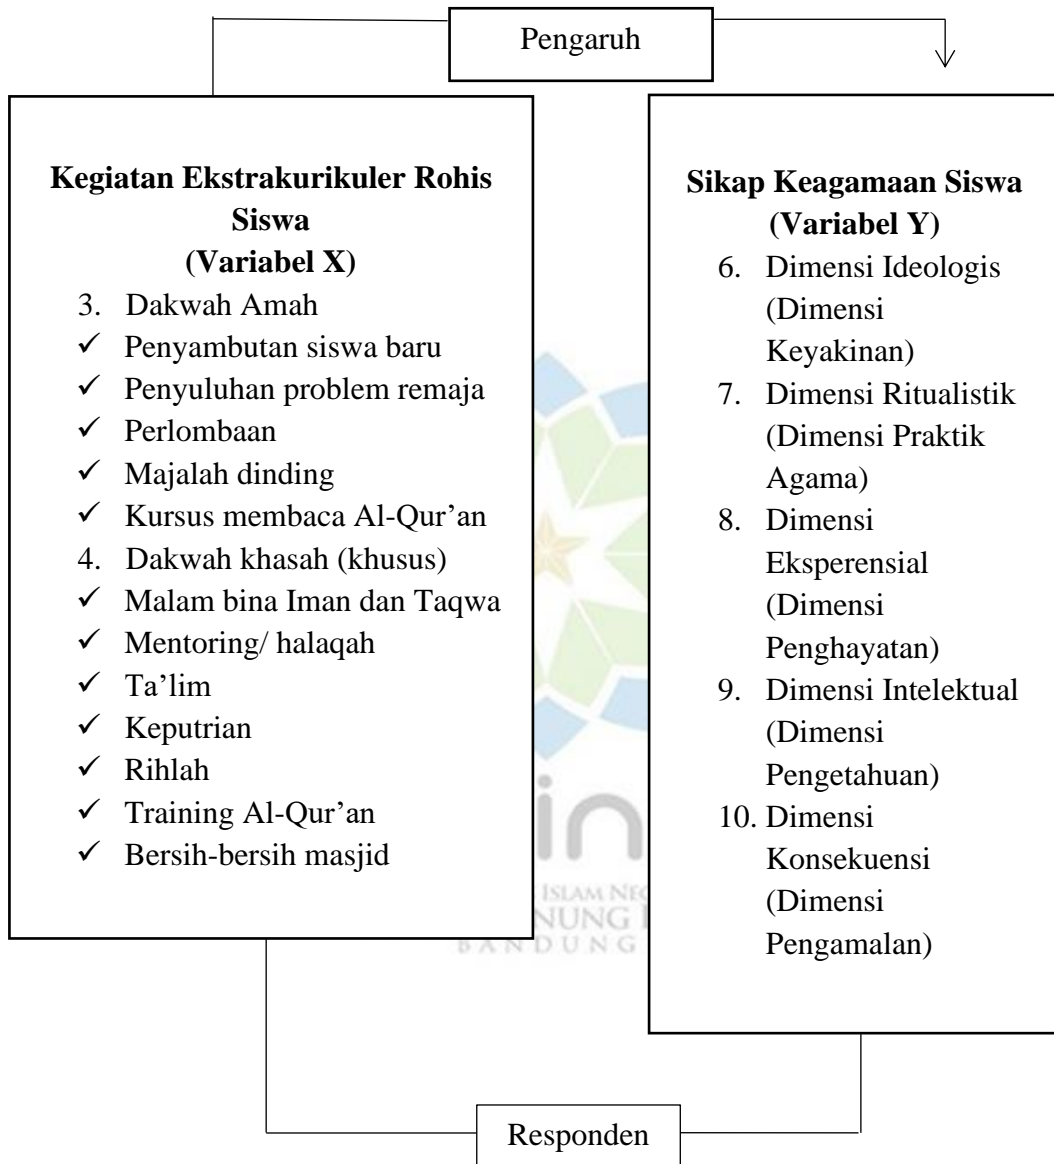 Pengaruh
Kegiatan Ekstrakurikuler Rohis
Siswa
(Variabel X)
3. Dakwah Amah
✓ Penyambutan siswa baru
✓ Penyuluhan problem remaja
✓ Perlombaan
✓ Majalah dinding
✓ Kursus membaca Al-Qur’an
4. Dakwah khasah (khusus)
✓ Malam bina Iman dan Taqwa
✓ Mentoring/ halaqah
✓ Ta’lim
✓ Keputrian
✓ Rihlah
✓ Training Al-Qur’an
✓ Bersih-bersih masjid
Sikap Keagamaan Siswa
(Variabel Y)
6. Dimensi Ideologis
(Dimensi
Keyakinan)
7. Dimensi Ritualistik
(Dimensi Praktik
Agama)
8. Dimensi
Eksperensial
(Dimensi
Penghayatan)
9. Dimensi Intelektual
(Dimensi
Pengetahuan)
10. Dimensi
Konsekuensi
(Dimensi
Pengamalan)
ISLAM
BANDUNG
Responden